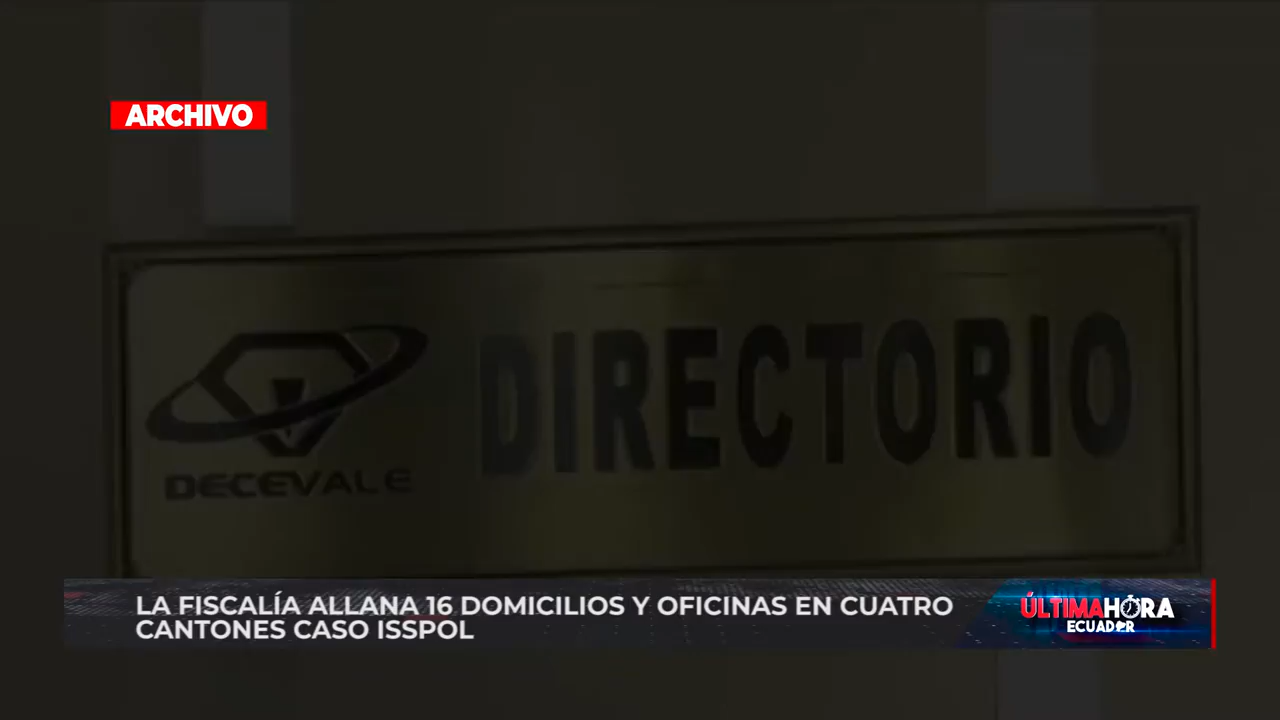 ARCHIVO
DIRECTORIO
DECEVALE
LA FISCALÍA ALLANA 16 DOMICILIOS Y OFICINAS EN CUATRO
CANTONES CASO ISSPOL
ÚLTIMAHORA
ECUADOR